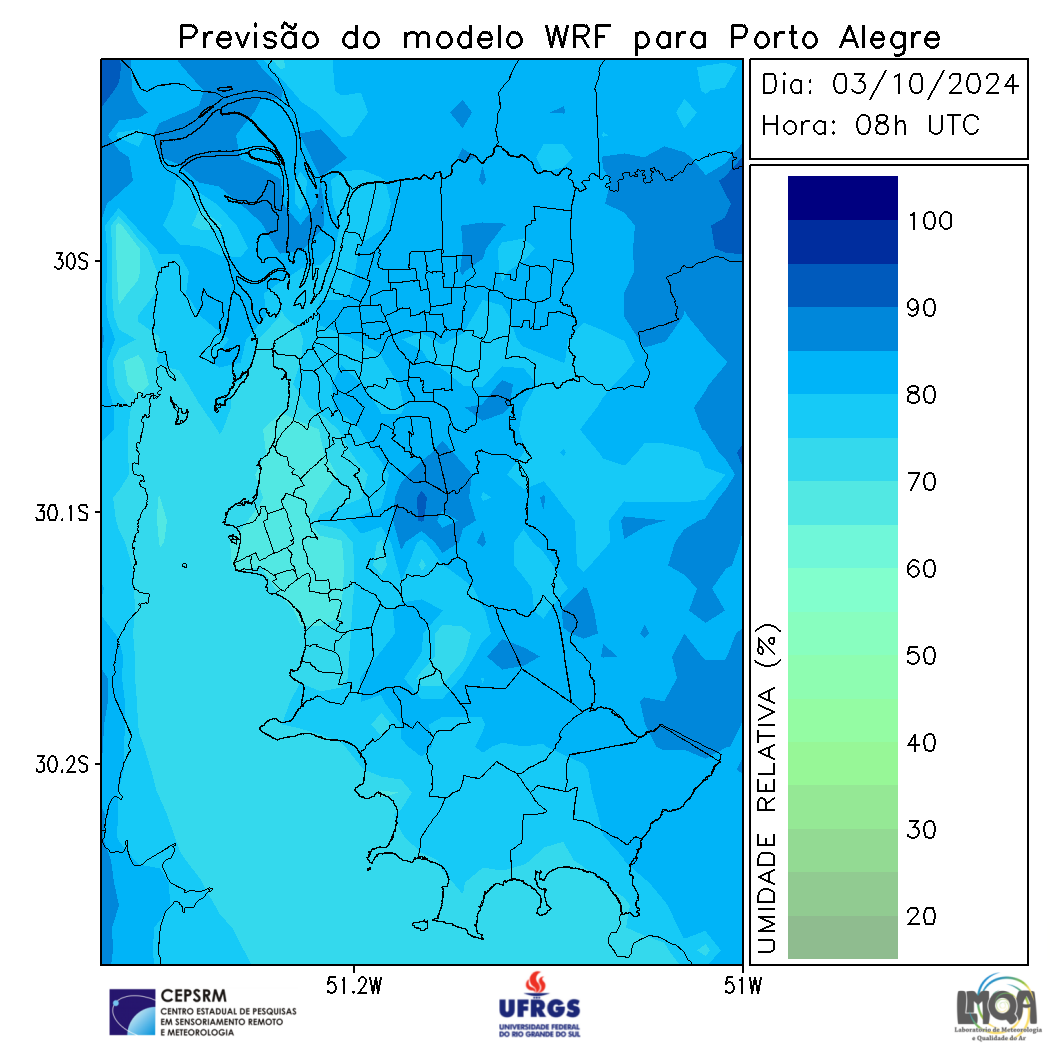 Previsão do modelo WRF para Porto Alegre
Dia: 03/10/2024
Hora: 08h UTC
30S
30.1S
30.2S
51.2W
51W
100
90
80
70
60
50
40
30
20
UMIDADE RELATIVA (%)
CEPSRM
CENTRO ESTADUAL DE PESQUISAS
EM SENSORIAMENTO REMOTO
E METEOROLOGIA
UFRGS
UNIVERSIDADE FEDERAL
DO RIO GRANDE DO SUL
LMQA
Laboratório de Meteorologia
e Qualidade do Ar